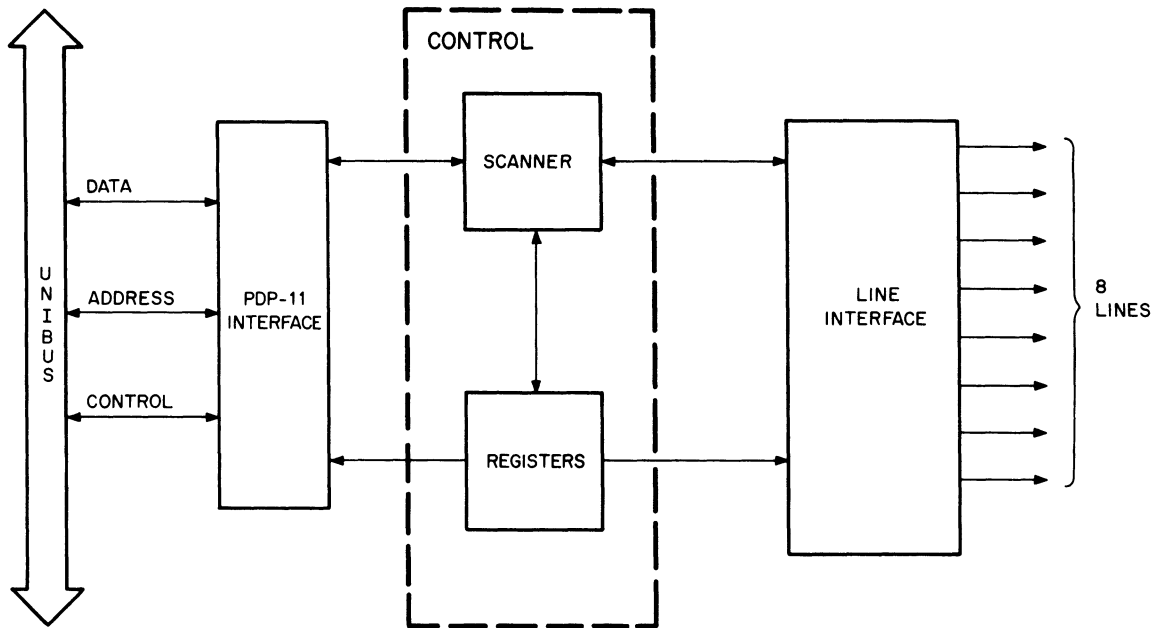 CONTROL
SCANNER
DATA
UNIBUS
ADDRESS
PDP-11
INTERFACE
LINE
INTERFACE
8
LINES
CONTROL
REGISTERS